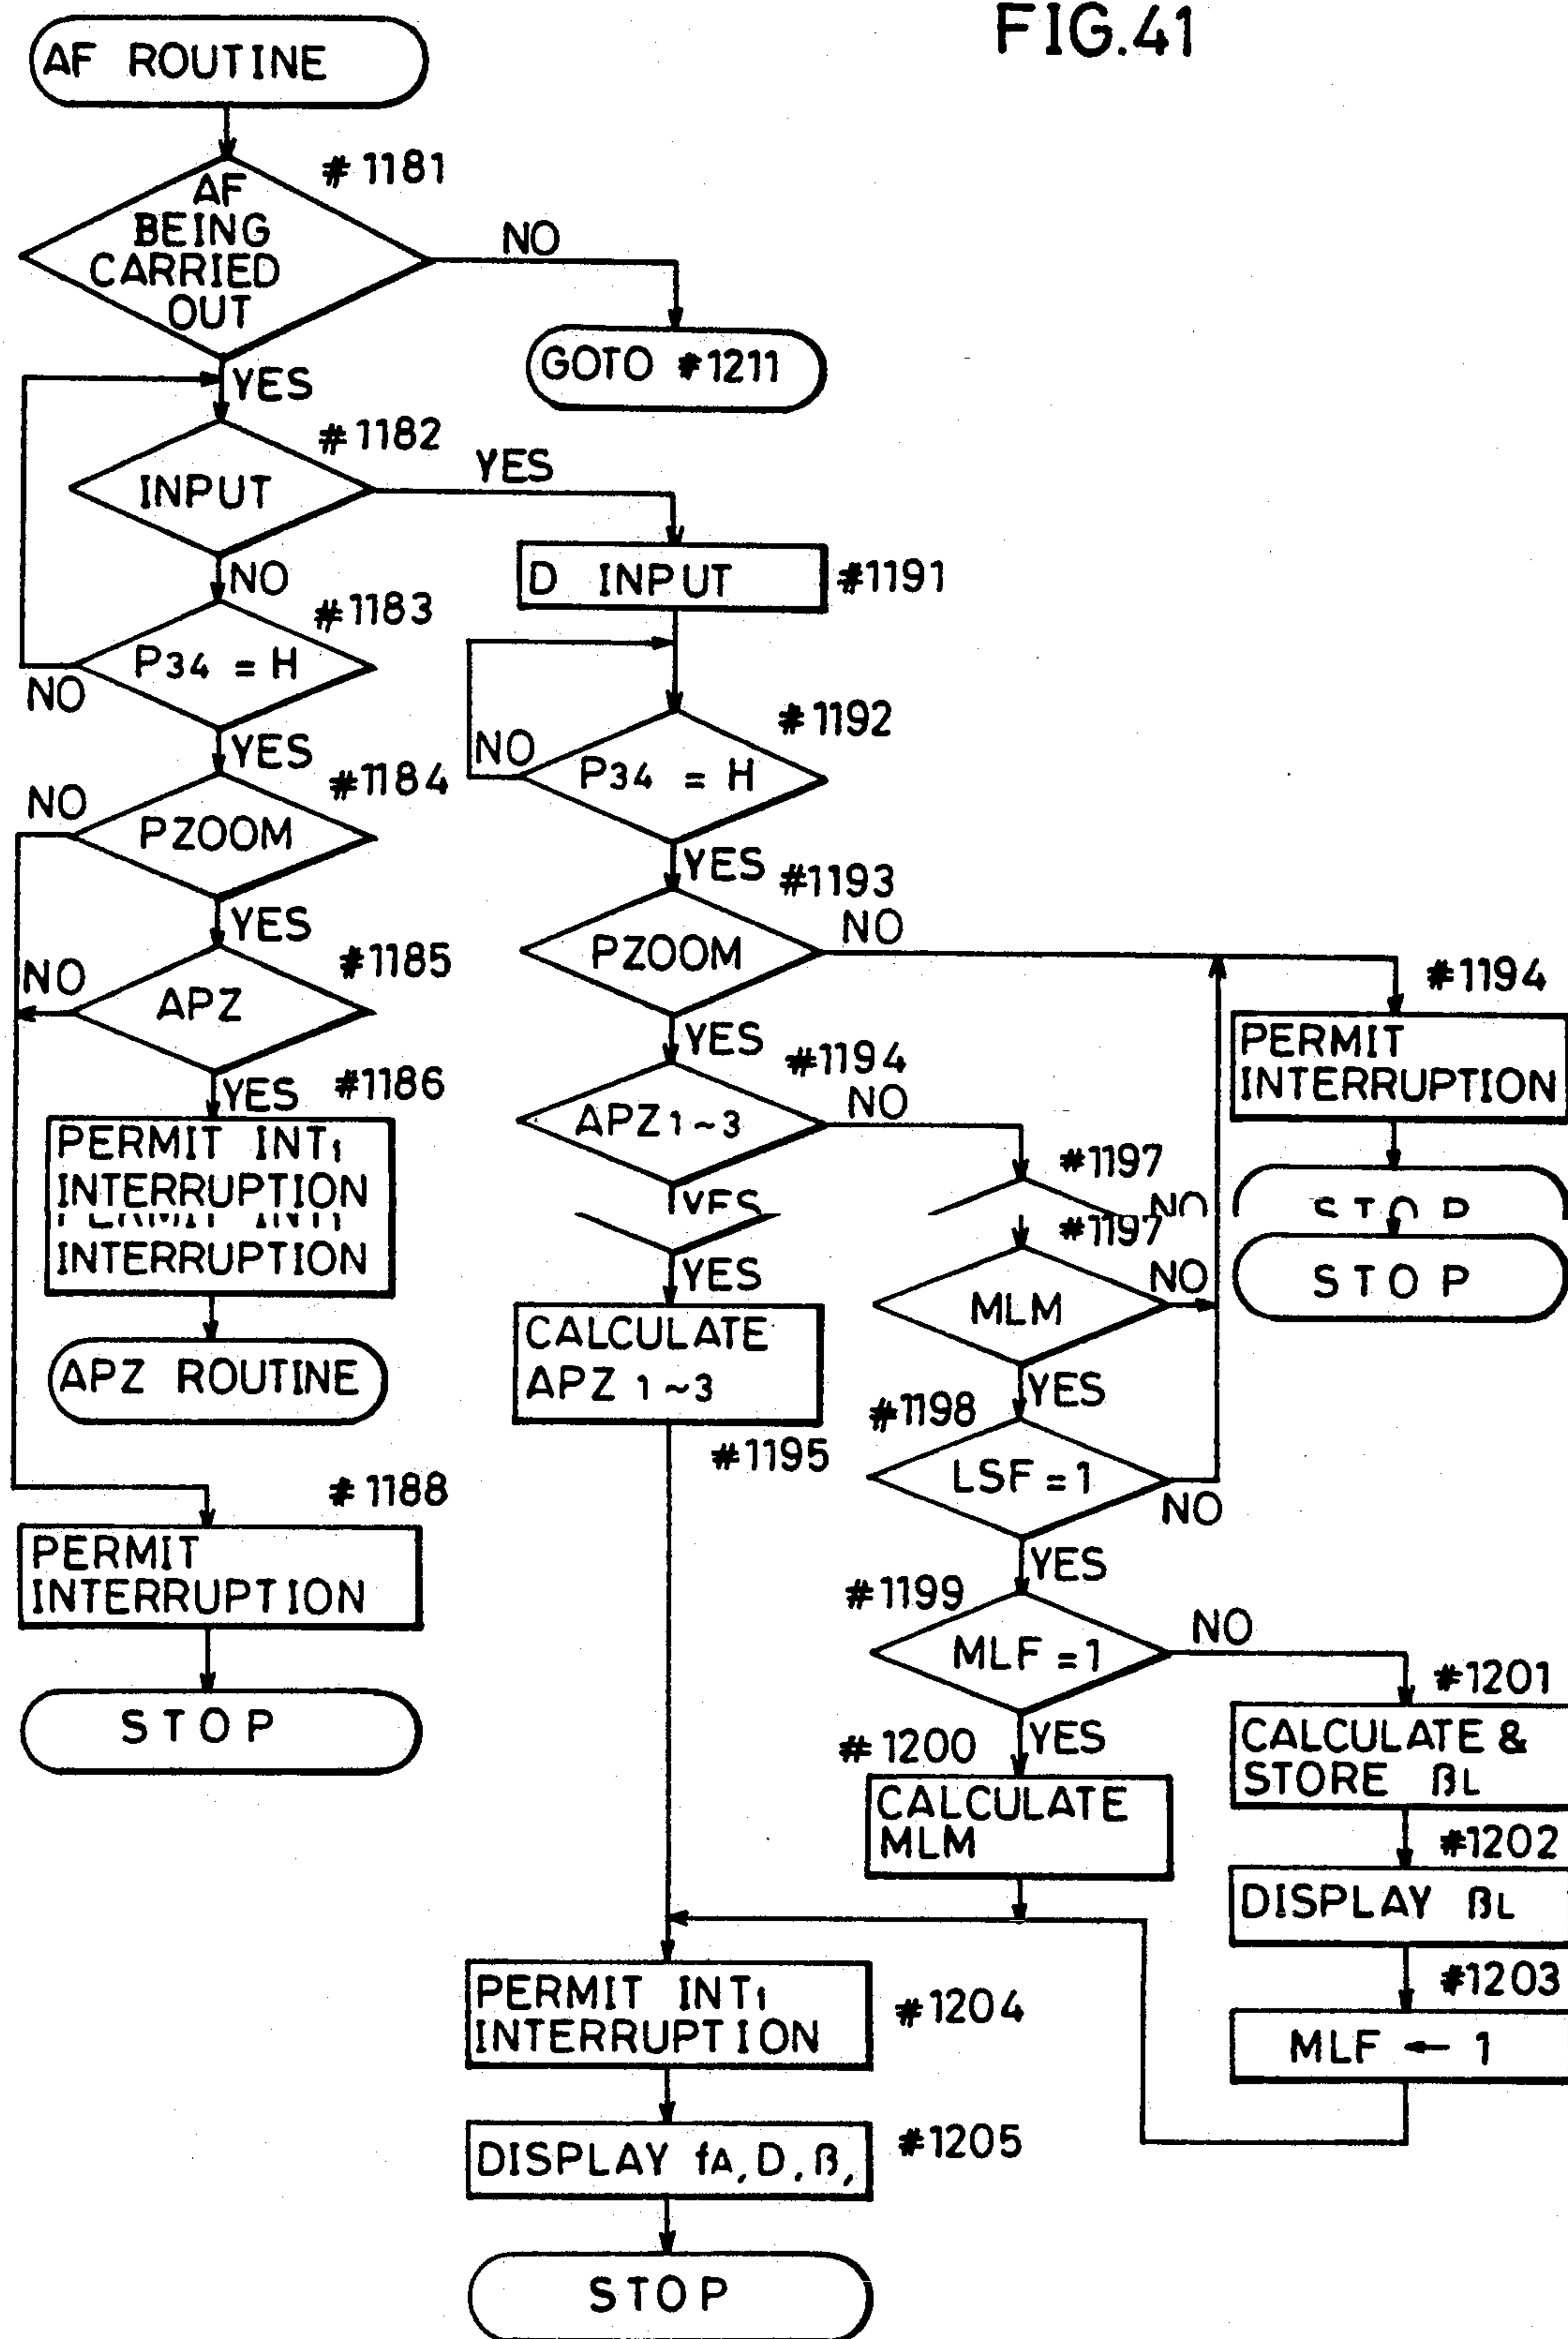 FIG.41
AF ROUTINE
#1181
AF
BEING
CARRIED
OUT
NO
GOTO #1211
YES
#1182
INPUT
YES
NO
D INPUT
#1191
#1183
P34 = H
NO
YES
#1192
P34 = H
NO
YES
#1184
PZOOM
NO
YES
#1193
PZOOM
NO
YES
#1185
APZ
NO
YES
#1194
PERMIT
INTERRUPTION
STOP
STOP
#1194
APZ1~3
NO
YES
YES
#1186
PERMIT INT1
INTERRUPTION
PERMIT INT1
INTERRUPTION
APZ ROUTINE
#1197
NO
#1197
MLM
NO
YES
CALCULATE
APZ 1~3
#1195
#1198
LSF=1
NO
YES
#1188
PERMIT
INTERRUPTION
STOP
#1199
MLF=1
NO
YES
#1201
CALCULATE &
STORE βL
#1200
CALCULATE
MLM
#1202
DISPLAY βL
#1203
MLF ← 1
PERMIT INT1
INTERRUPTION
#1204
DISPLAY fA, D, β,
#1205
STOP